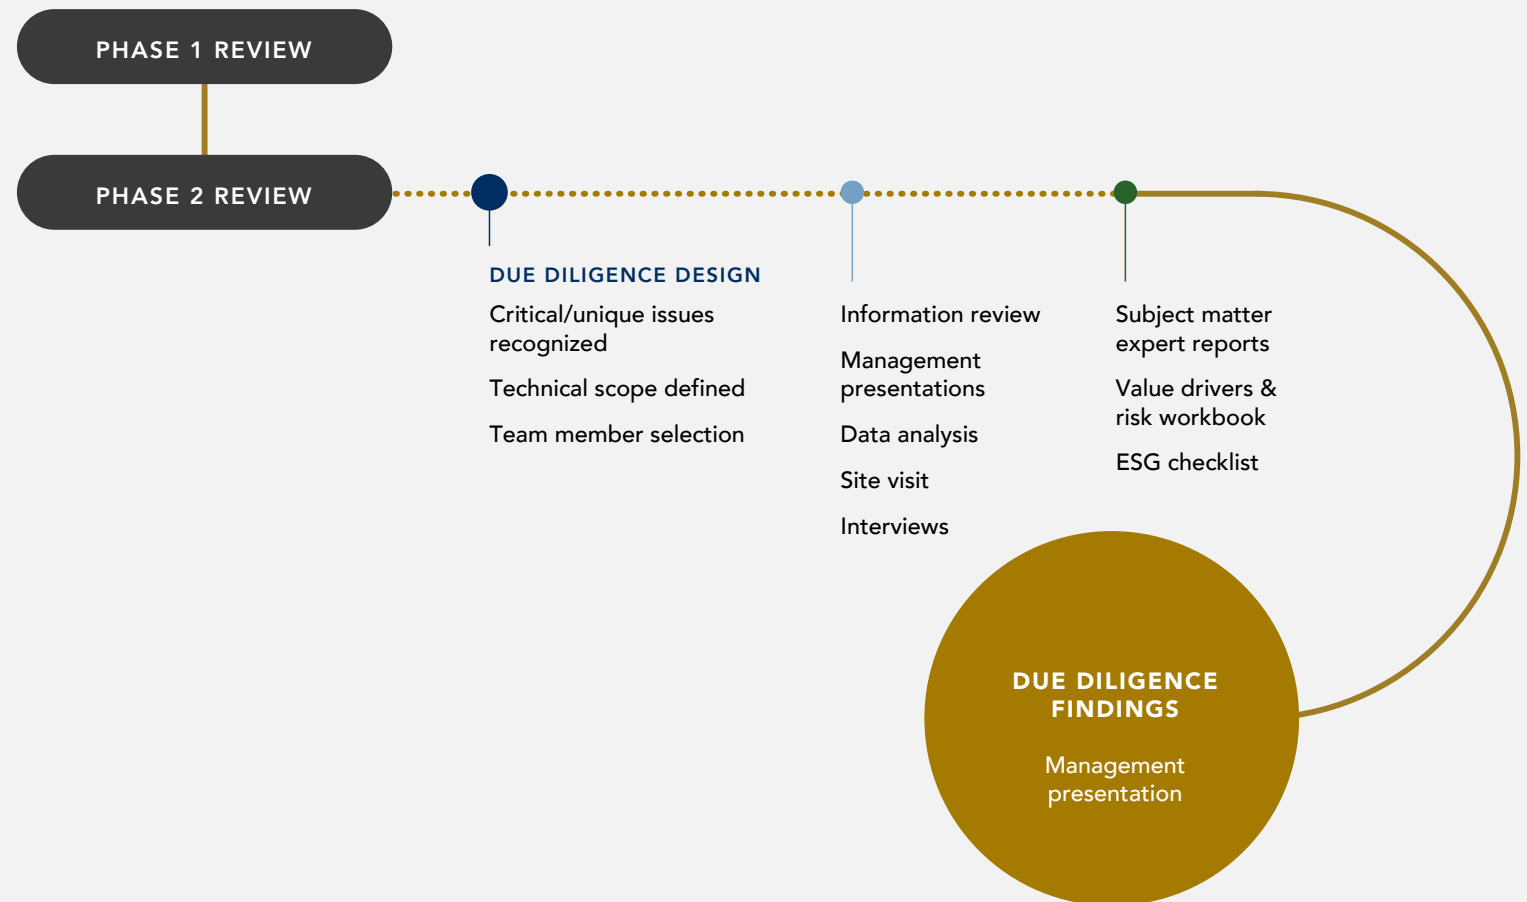 PHASE 1 REVIEW
PHASE 2 REVIEW
DUE DILIGENCE DESIGN
Critical/unique issues
recognized
Technical scope defined
Team member selection
Information review
Management
presentations
Data analysis
Site visit
Interviews
Subject matter
expert reports
Value drivers &
risk workbook
ESG checklist
DUE DILIGENCE
FINDINGS
Management
presentation